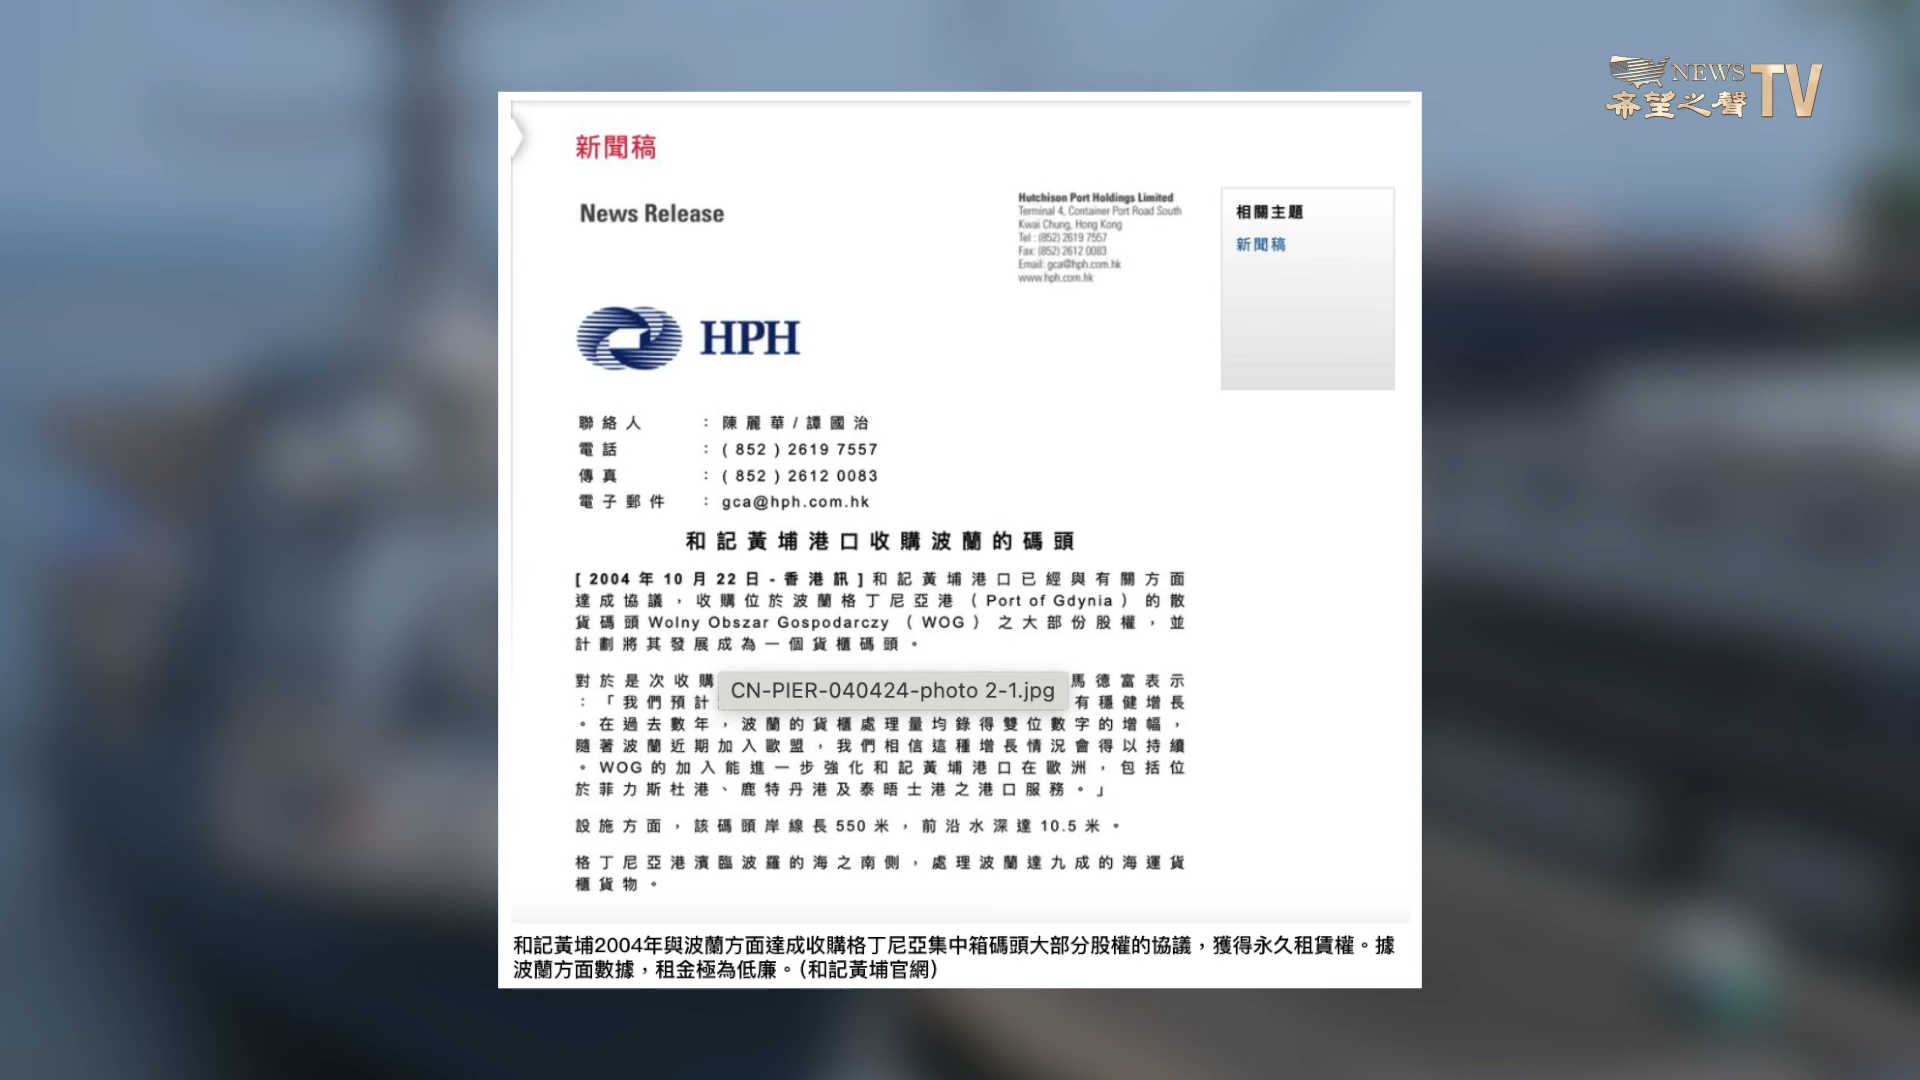 NEWS
希望之聲TV
新聞稿
News Release
Hutchison Port Holdings Limited
Terminal 4, Container Port Road South
Kwai Chung, Hong Kong
Tel : (852) 2619 7557
Fax: (852) 2612 0083
Email: gca@hph.com.hk
www.hph.com.hk
相關主題
新聞稿
HPH
聯絡人 : 陳麗華/譚國治
電話 : ( 852 ) 2619 7557
傳真 : ( 852 ) 2612 0083
電子郵件 : gca@hph.com.hk
和記黃埔港口收購波蘭的碼頭
[ 2004 年 10 月 22 日 - 香港訊 ] 和記黃埔港口已經與有關方面
達成協議，收購位於波蘭格丁尼亞港（Port of Gdynia）的散
貨碼頭 Wolny Obszar Gospodarczy（WOG）之大部份股權，並
計劃將其發展成為一個貨櫃碼頭。
對於是次收購 馬德富表示
：「我們預計 有穩健增長
。在過去數年，波蘭的貨櫃處理量均錄得雙位數字的增幅，
隨著波蘭近期加入歐盟，我們相信這種增長情況會得以持續
。WOG 的加入能進一步強化和記黃埔港口在歐洲，包括位
於菲力斯杜港、鹿特丹港及泰晤士港之港口服務。」
CN-PIER-040424-photo 2-1.jpg
設施方面，該碼頭岸線長 550 米，前沿水深達 10.5 米。
格丁尼亞港濱臨波羅的海之南側，處理波蘭達九成的海運貨
櫃貨物。
和記黃埔2004年與波蘭方面達成收購格丁尼亞集中箱碼頭大部分股權的協議，獲得永久租賃權。據
波蘭方面數據，租金極為低廉。（和記黃埔官網）